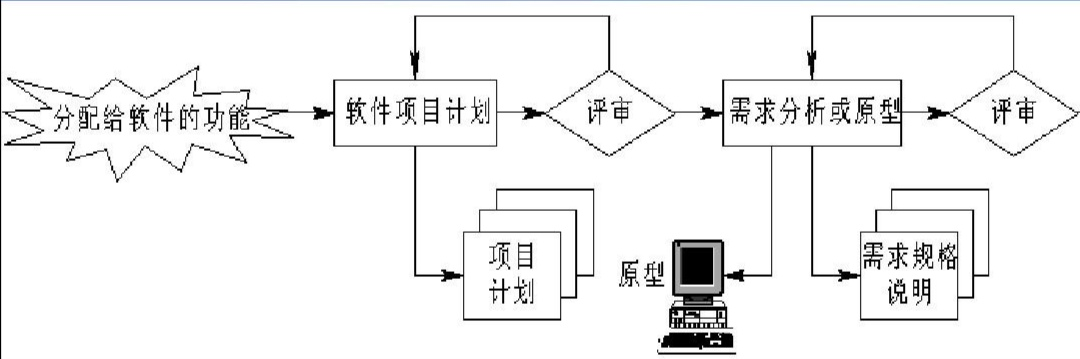 分配给软件的功能
软件项目计划
评审
需求分析或原型
评审
项目
计划
原型
需求规格
说明